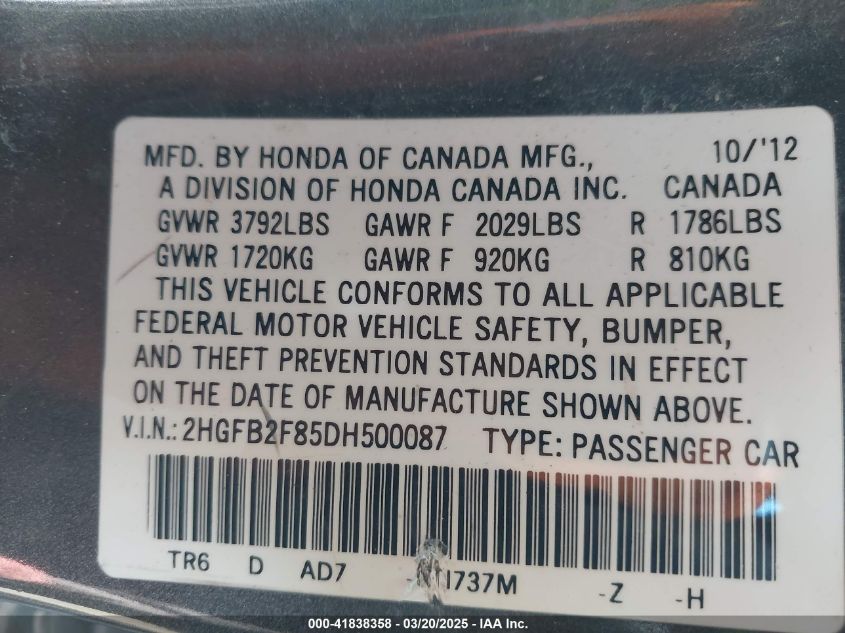 MFD. BY HONDA OF CANADA MFG., 10/'12
A DIVISION OF HONDA CANADA INC. CANADA
GVWR 3792LBS GAWR F 2029LBS R 1786LBS
GVWR 1720KG GAWR F 920KG R 810KG
THIS VEHICLE CONFORMS TO ALL APPLICABLE
FEDERAL MOTOR VEHICLE SAFETY, BUMPER,
AND THEFT PREVENTION STANDARDS IN EFFECT
ON THE DATE OF MANUFACTURE SHOWN ABOVE.
V.I.N.: 2HGFB2F85DH500087 TYPE: PASSENGER CAR
TR6 D AD7 -Z -H
000-41838358 - 03/20/2025 - IAA Inc.